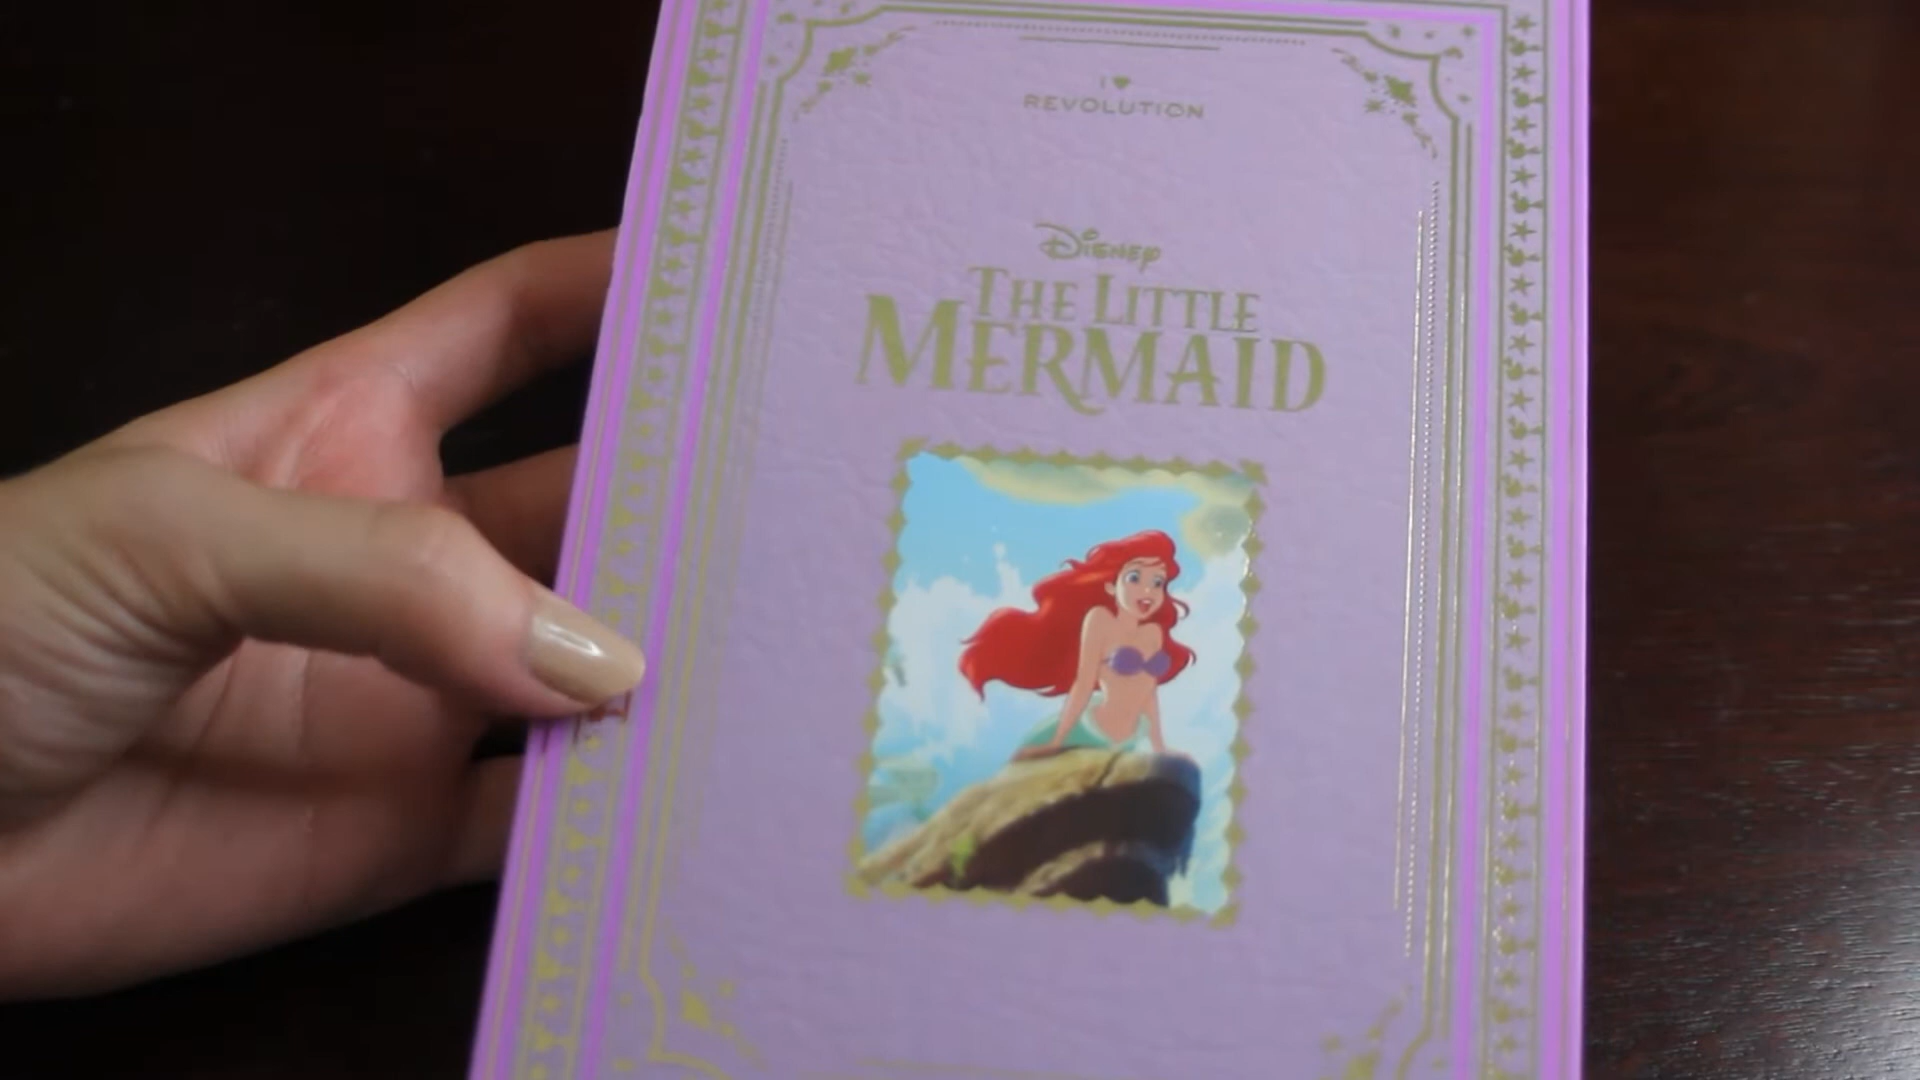 I ♥
REVOLUTION
Disney
THE LITTLE
MERMAID